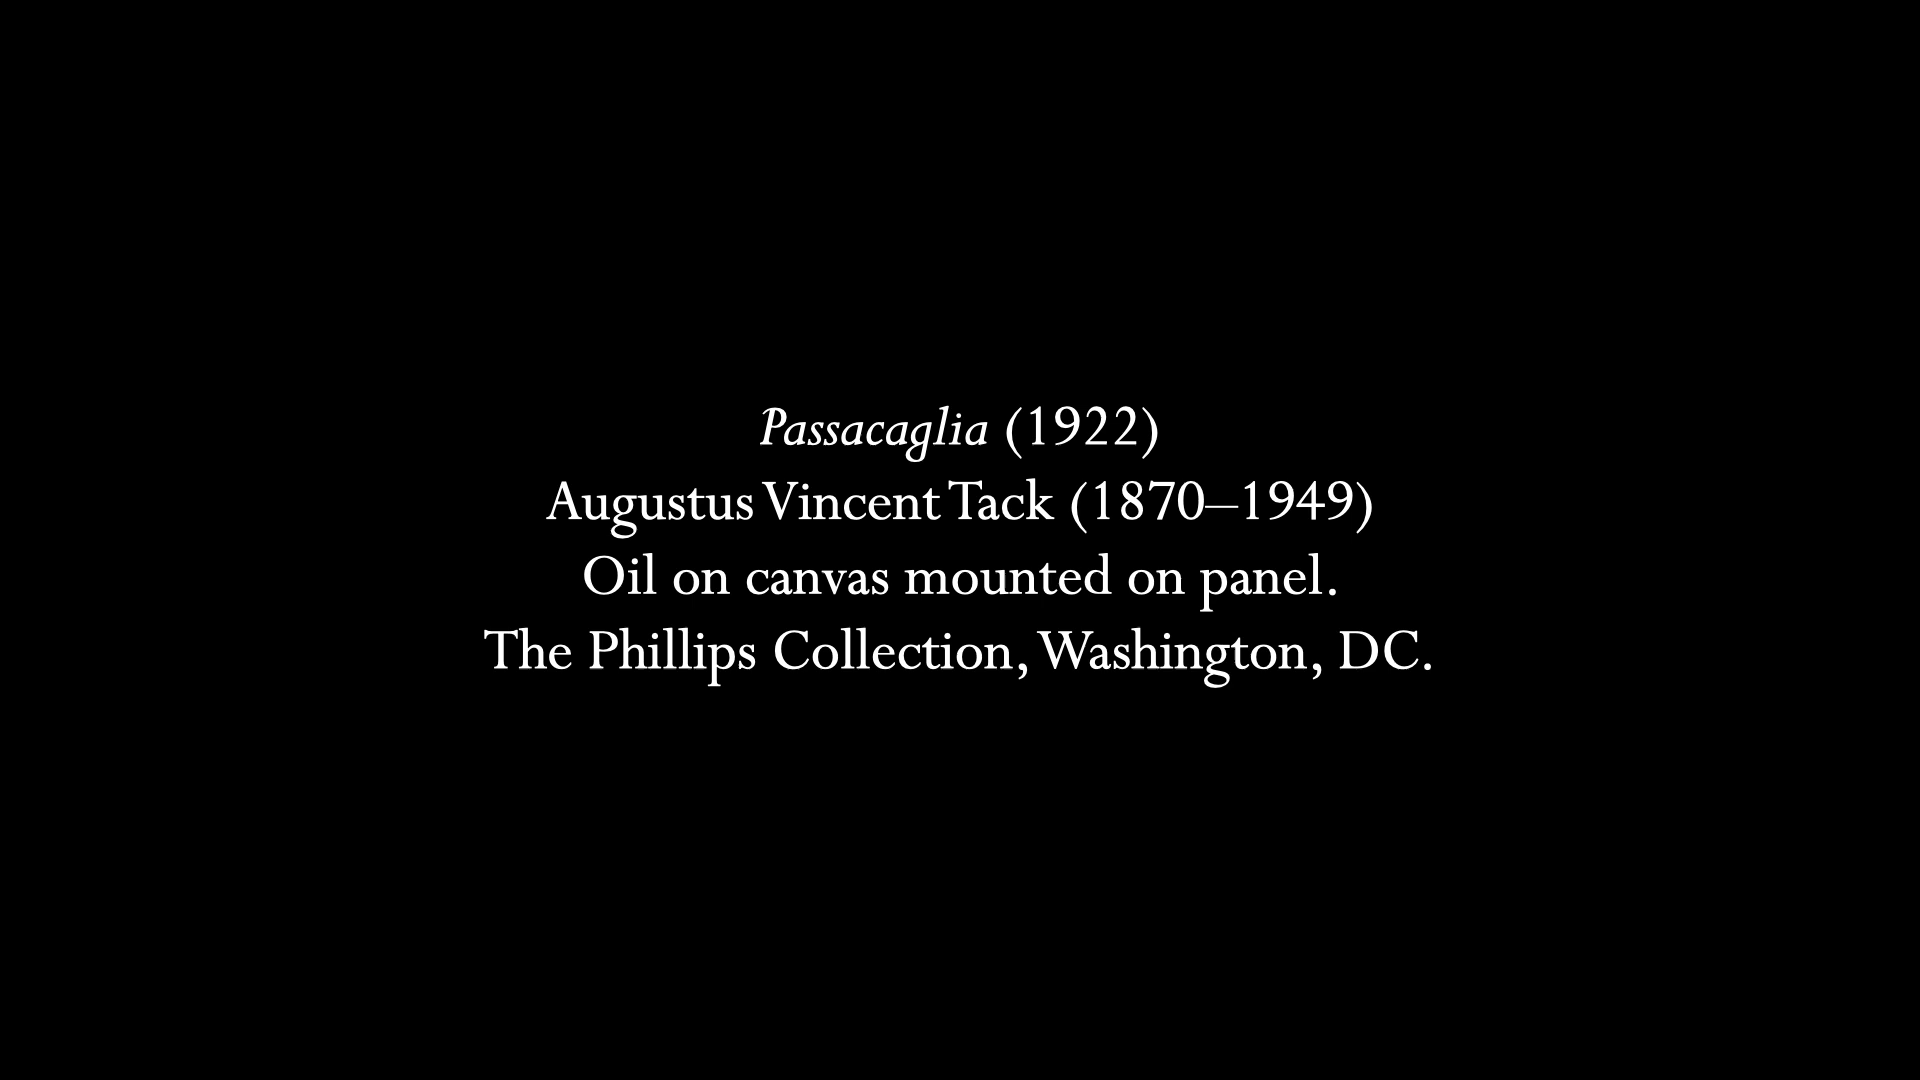 Passacaglia (1922)
Augustus Vincent Tack (1870–1949)
Oil on canvas mounted on panel.
The Phillips Collection, Washington, DC.